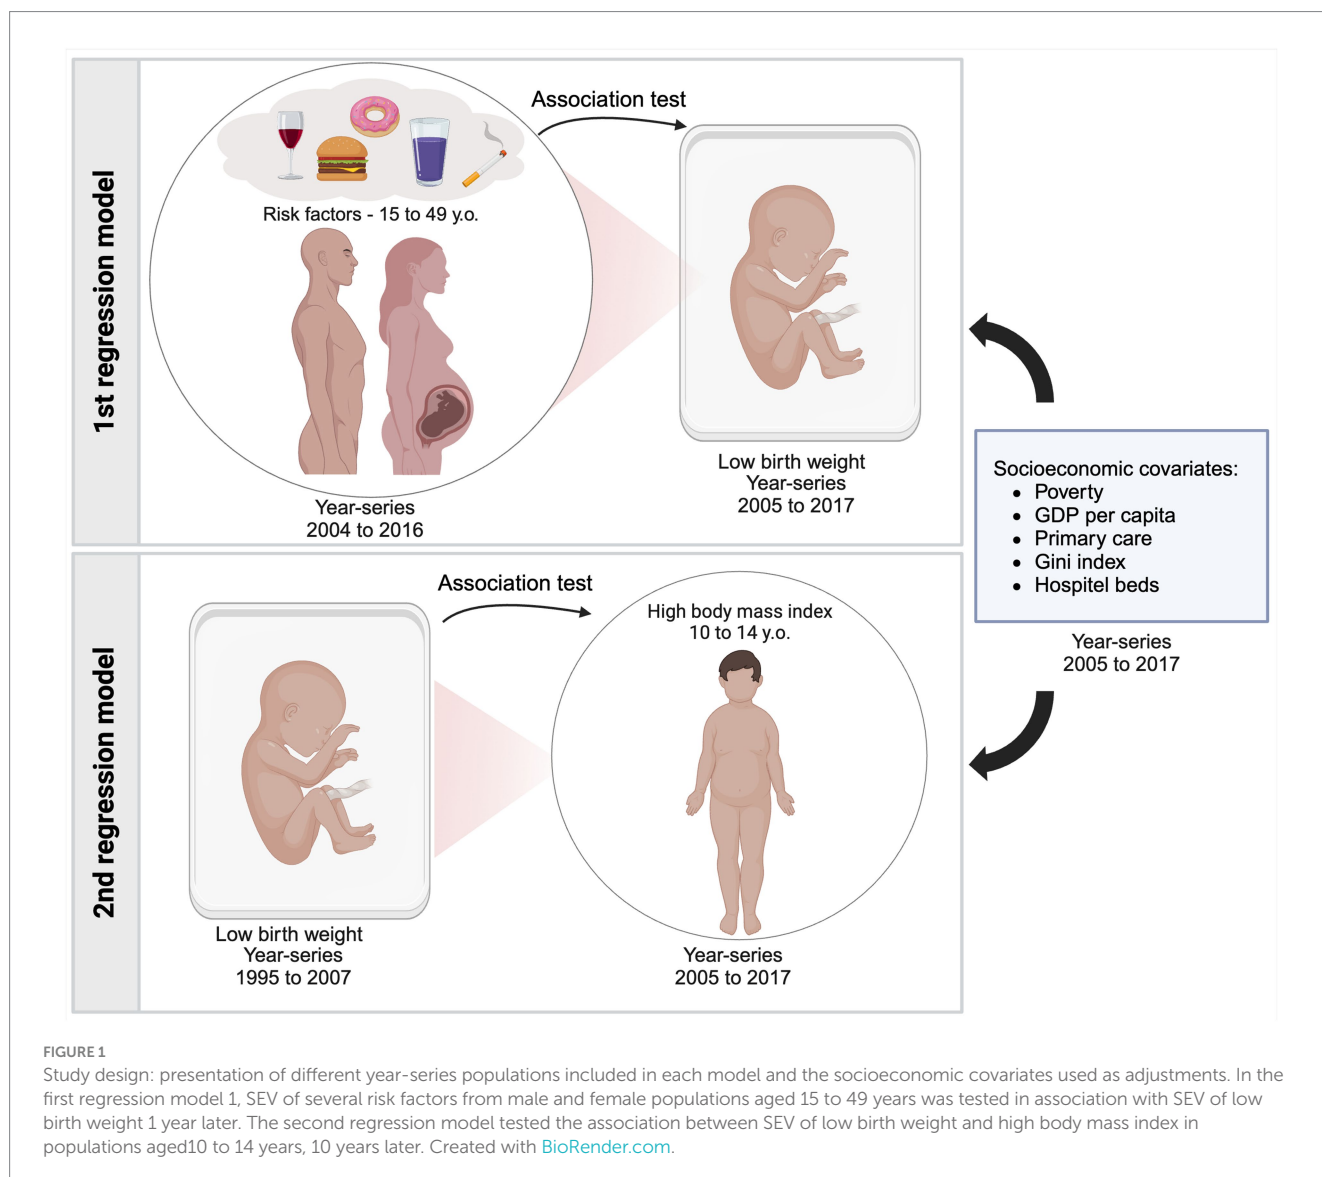 1st regression model
Association test
Risk factors - 15 to 49 y.o.
Year-series
2004 to 2016
Low birth weight
Year-series
2005 to 2017
Socioeconomic covariates:
• Poverty
• GDP per capita
• Primary care
• Gini index
• Hospitel beds
Year-series
2005 to 2017
2nd regression model
Association test
High body mass index
10 to 14 y.o.
Low birth weight
Year-series
1995 to 2007
Year-series
2005 to 2017
FIGURE 1
Study design: presentation of different year-series populations included in each model and the socioeconomic covariates used as adjustments. In the
first regression model 1, SEV of several risk factors from male and female populations aged 15 to 49 years was tested in association with SEV of low
birth weight 1 year later. The second regression model tested the association between SEV of low birth weight and high body mass index in
populations aged10 to 14 years, 10 years later. Created with BioRender.com.